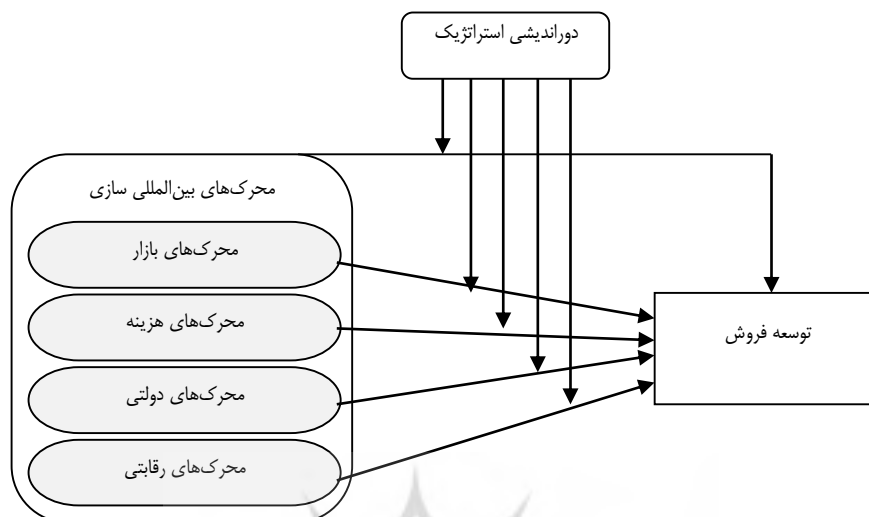 دوراندیشی استراتژیک
محرک‌های بین‌المللی سازی
محرک‌های بازار
محرک‌های هزینه
توسعه فروش
محرک‌های دولتی
محرک‌های رقابتی